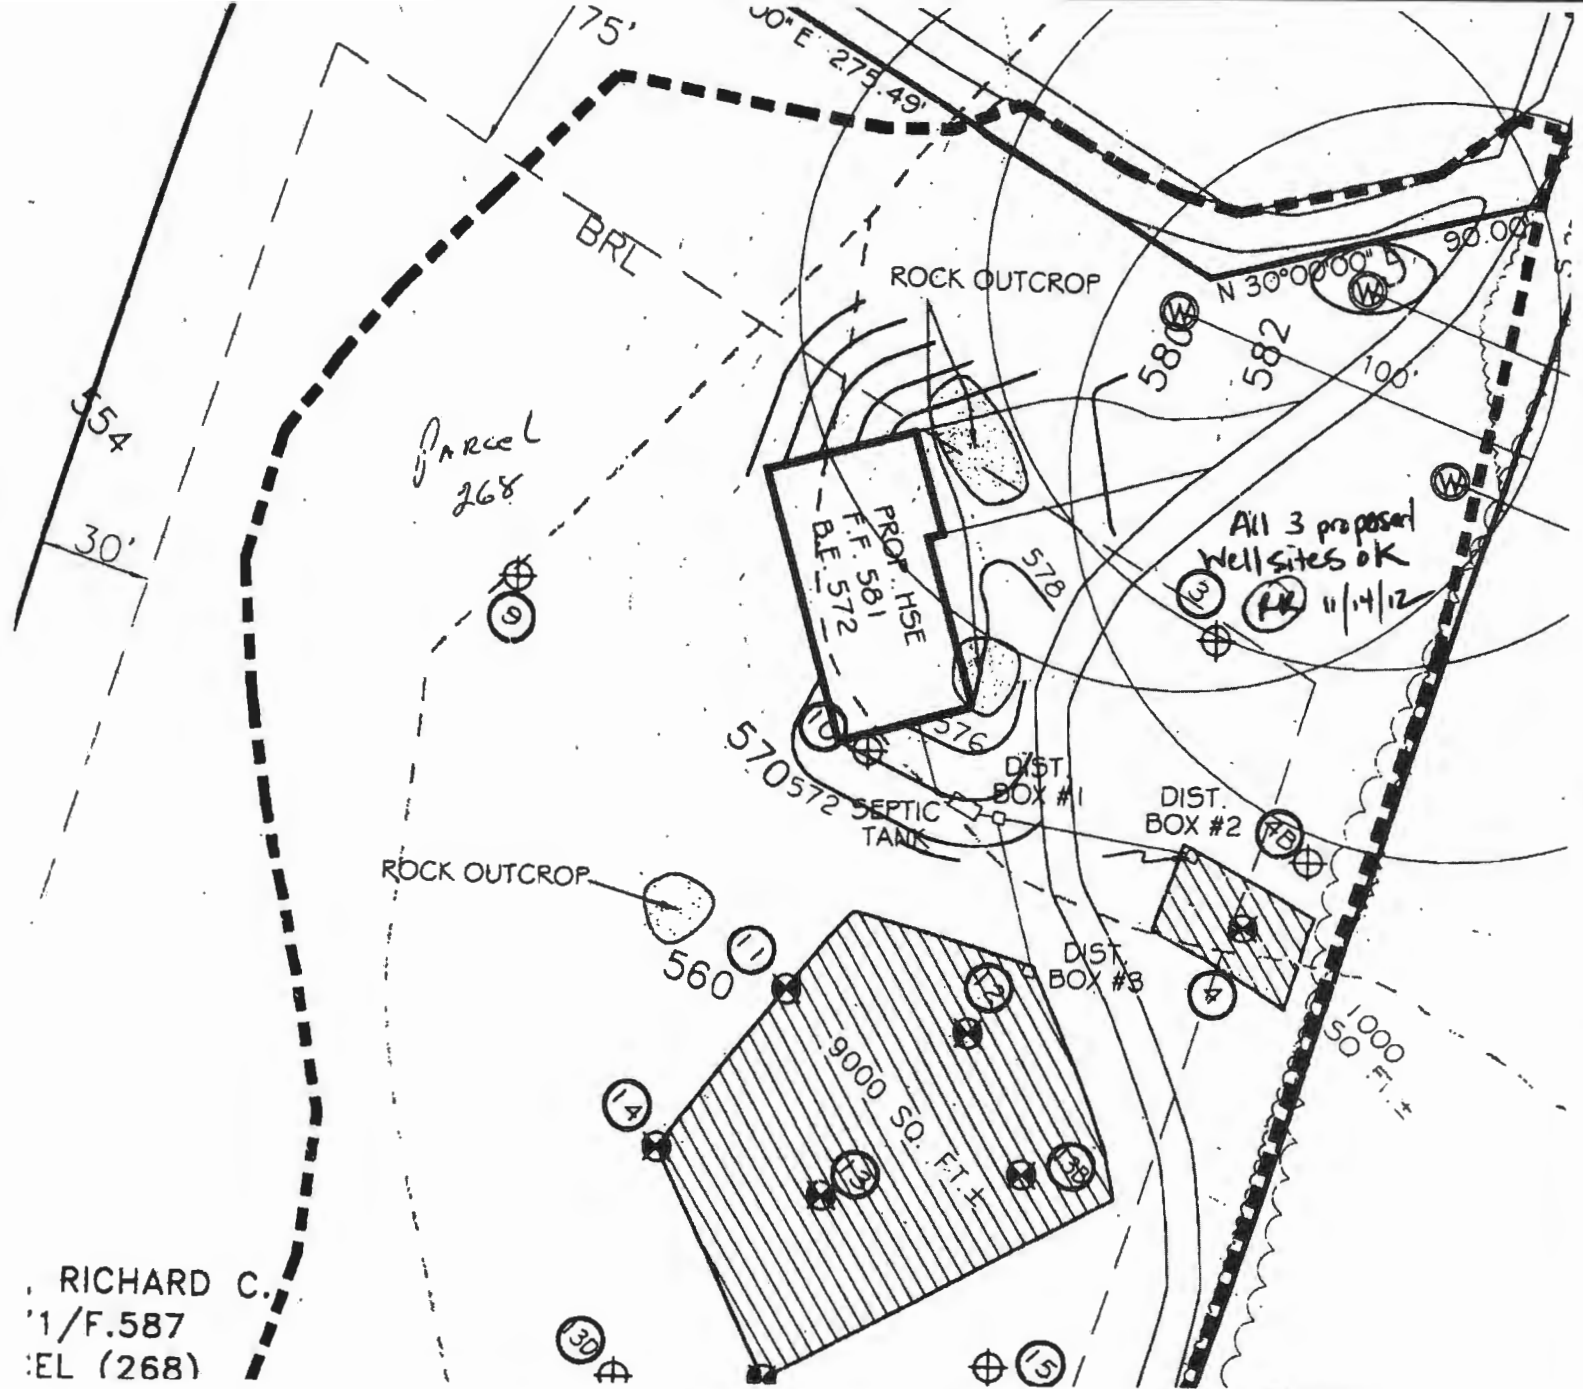 75'
00" E 275.49'
BRL
ROCK OUTCROP
N 30°00'00" E
90.00'
580
582
100'
554
PARCEL
268
30'
PROP. HSE
F.F. 581
B.F. 572
578
All 3 proposed
Well sites OK
11/14/12
W
W
W
3
9
10
576
570
572
SEPTIC
TANK
DIST.
BOX #1
DIST.
BOX #2
4B
ROCK OUTCROP
11
560
12
DIST.
BOX #3
4
1000
SQ. FT. ±
9000 SQ. FT. ±
14
13
13B
RICHARD C.
'1/F.587
EL (268)
13D
15